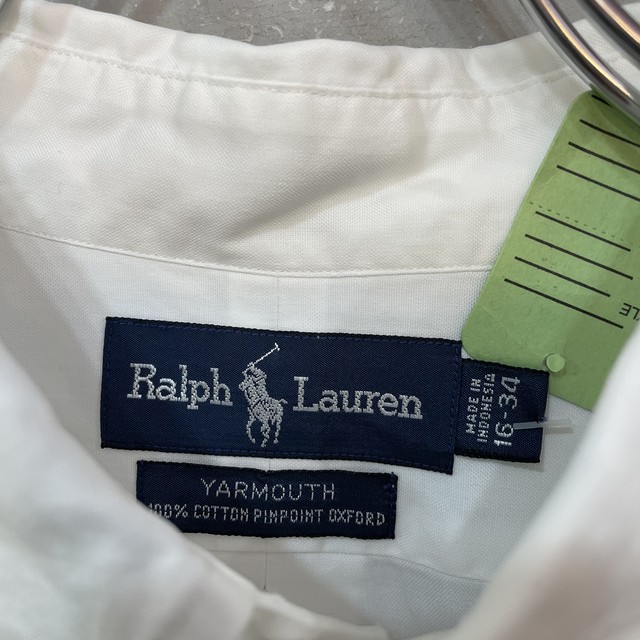 Ralph Lauren
MADE IN
INDONESIA
16-34
YARMOUTH
100% COTTON PINPOINT OXFORD